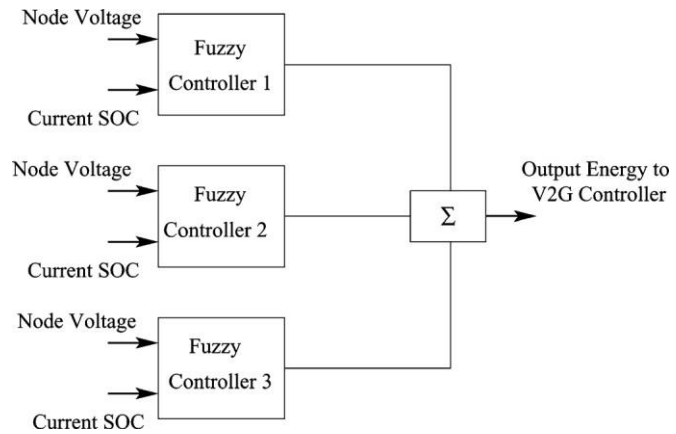 Node Voltage
Fuzzy
Controller 1
Current SOC
Node Voltage
Fuzzy
Controller 2
Current SOC
Node Voltage
Fuzzy
Controller 3
Current SOC
Σ
Output Energy to
V2G Controller